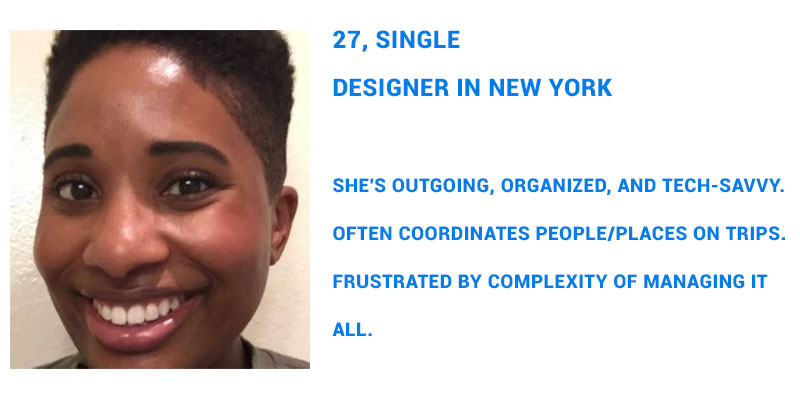 27, SINGLE
DESIGNER IN NEW YORK
SHE'S OUTGOING, ORGANIZED, AND TECH-SAVVY.
OFTEN COORDINATES PEOPLE/PLACES ON TRIPS.
FRUSTRATED BY COMPLEXITY OF MANAGING IT
ALL.